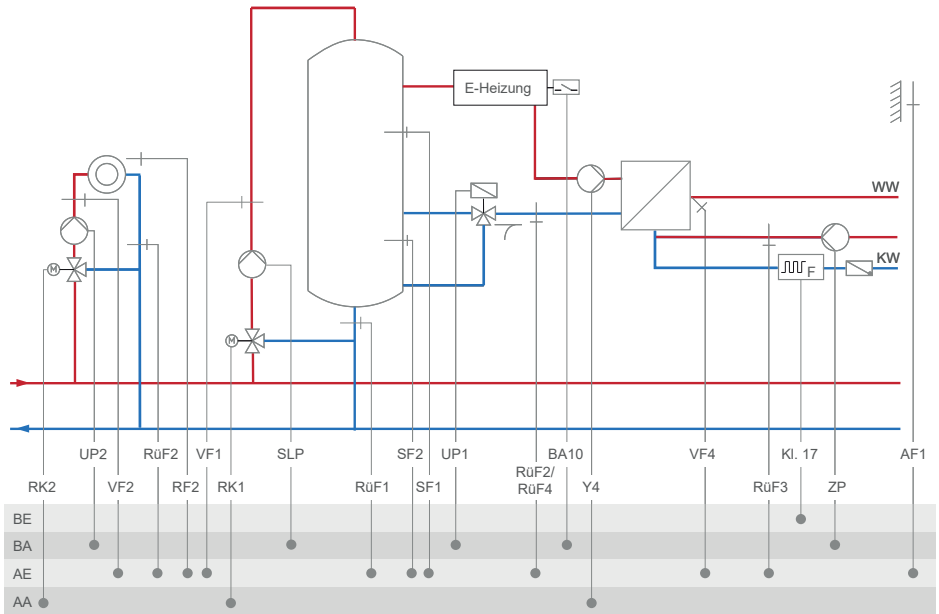 E-Heizung
WW
KW
F
M
M
UP2
RüF2
VF1
SLP
SF2
UP1
RüF2/
RüF4
BA10
VF4
Kl. 17
AF1
RK2
VF2
RF2
RK1
RüF1
SF1
Y4
RüF3
ZP
BE
BA
AE
AA